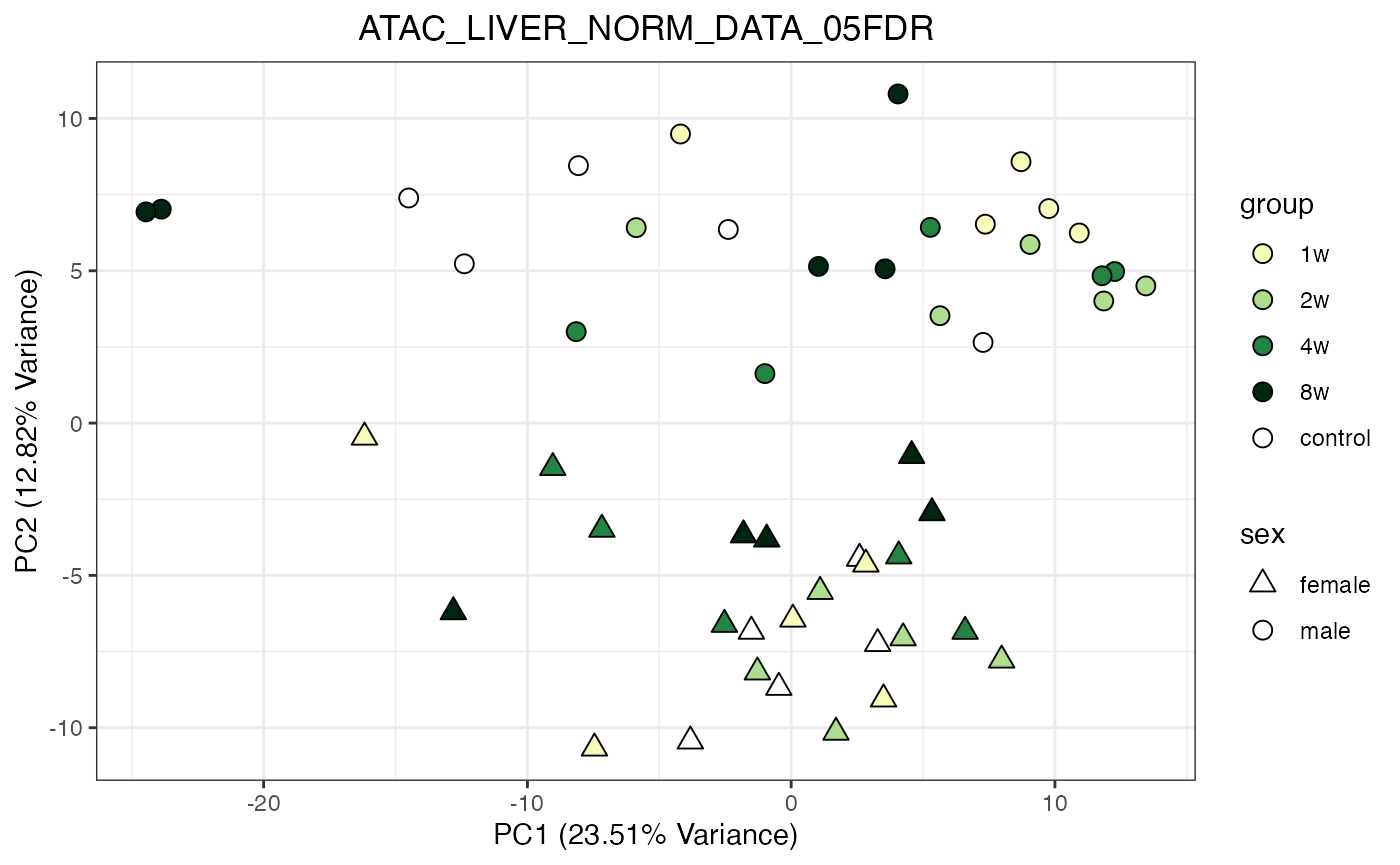 ATAC_LIVER_NORM_DATA_05FDR
PC2 (12.82% Variance)
10
5
0
-5
-10
-20
-10
0
10
PC1 (23.51% Variance)
group
1w
2w
4w
8w
control
sex
female
male